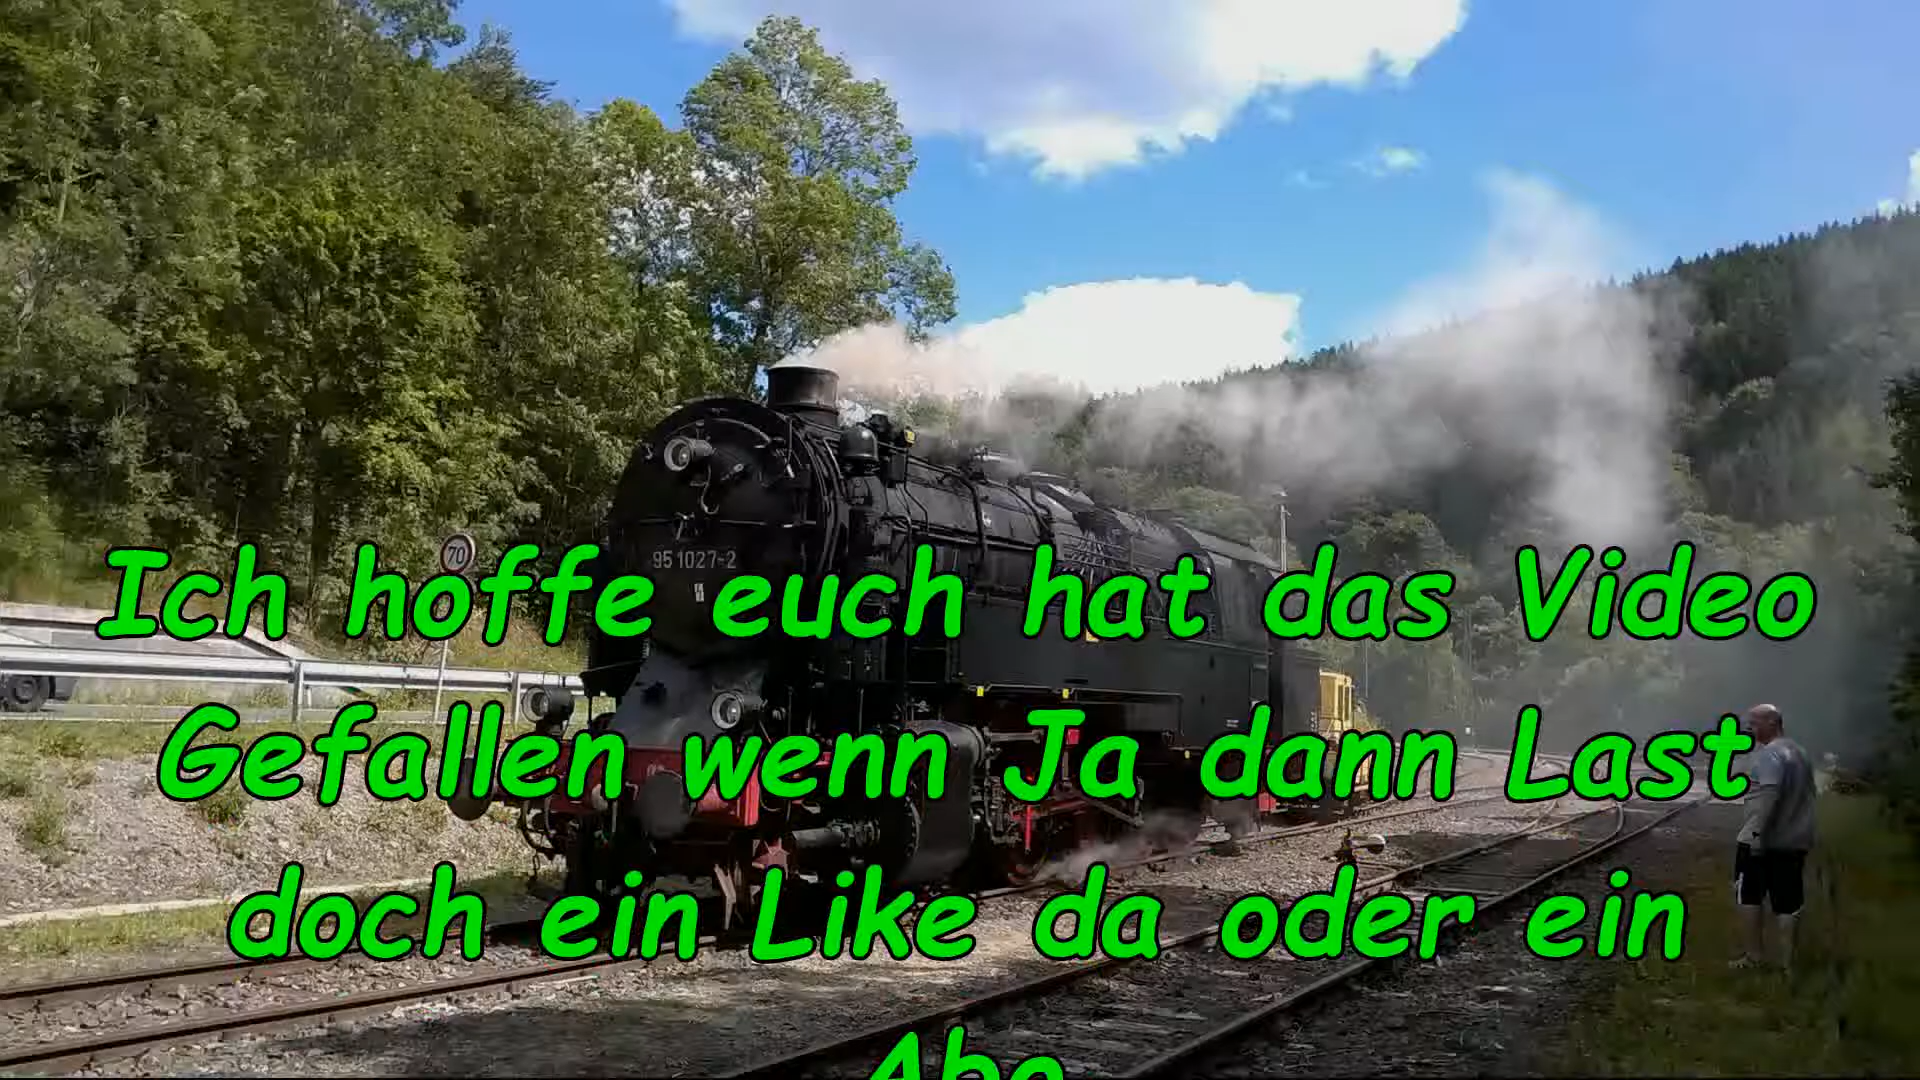 70
95 1027-2
Ich hoffe euch hat das Video
Gefallen wenn Ja dann Last
doch ein Like da oder ein
Abo